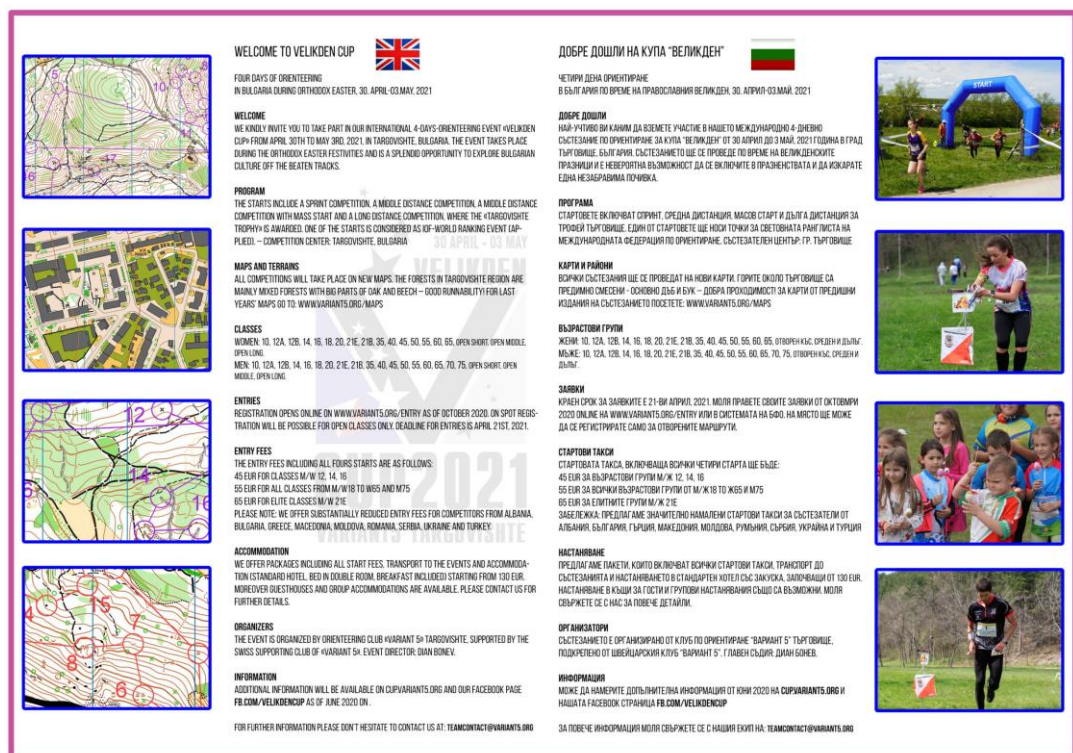 WELCOME TO VELIKDEN CUP
FOUR DAYS OF ORIENTEERING
IN BULGARIA DURING ORTHODOX EASTER, 30. APRIL-03.MAY, 2021
WELCOME
WE KINDLY INVITE YOU TO TAKE PART IN OUR INTERNATIONAL 4-DAYS-ORIENTEERING EVENT «VELIKDEN
CUP» FROM APRIL 30TH TO MAY 3RD, 2021, IN TARGOVISHTE, BULGARIA. THE EVENT TAKES PLACE
DURING THE ORTHODOX EASTER FESTIVITIES AND IS A SPLENDID OPPORTUNITY TO EXPLORE BULGARIAN
CULTURE OFF THE BEATEN TRACKS.
PROGRAM
THE STARTS INCLUDE A SPRINT COMPETITION, A MIDDLE DISTANCE COMPETITION, A MIDDLE DISTANCE
COMPETITION WITH MASS START AND A LONG DISTANCE COMPETITION, WHERE THE «TARGOVISHTE
TROPHY» IS AWARDED. ONE OF THE STARTS IS CONSIDERED AS IOF-WORLD RANKING EVENT (AP-
PLIED). – COMPETITION CENTER: TARGOVISHTE, BULGARIA
MAPS AND TERRAINS
ALL COMPETITIONS WILL TAKE PLACE ON NEW MAPS. THE FORESTS IN TARGOVISHTE REGION ARE
MAINLY MIXED FORESTS WITH BIG PARTS OF OAK AND BEECH – GOOD RUNNABILITY! FOR LAST
YEARS' MAPS GO TO: WWW.VARIANT5.ORG/MAPS
CLASSES
WOMEN: 10, 12A, 12B, 14, 16, 18, 20, 21E, 21B, 35, 40, 45, 50, 55, 60, 65, OPEN SHORT, OPEN MIDDLE,
OPEN LONG.
MEN: 10, 12A, 12B, 14, 16, 18, 20, 21E, 21B, 35, 40, 45, 50, 55, 60, 65, 70, 75, OPEN SHORT, OPEN
MIDDLE, OPEN LONG.
ENTRIES
REGISTRATION OPENS ONLINE ON WWW.VARIANT5.ORG/ENTRY AS OF OCTOBER 2020. ON SPOT REGIS-
TRATION WILL BE POSSIBLE FOR OPEN CLASSES ONLY. DEADLINE FOR ENTRIES IS APRIL 21ST, 2021.
ENTRY FEES
THE ENTRY FEES INCLUDING ALL FOURS STARTS ARE AS FOLLOWS:
45 EUR FOR CLASSES M/W 12, 14, 16
55 EUR FOR ALL CLASSES FROM M/W18 TO W65 AND M75
65 EUR FOR ELITE CLASSES M/W 21E
PLEASE NOTE: WE OFFER SUBSTANTIALLY REDUCED ENTRY FEES FOR COMPETITORS FROM ALBANIA,
BULGARIA, GREECE, MACEDONIA, MOLDOVA, ROMANIA, SERBIA, UKRAINE AND TURKEY.
ACCOMMODATION
WE OFFER PACKAGES INCLUDING ALL START FEES, TRANSPORT TO THE EVENTS AND ACCOMMODA-
TION (STANDARD HOTEL, BED IN DOUBLE ROOM, BREAKFAST INCLUDED) STARTING FROM 130 EUR.
MOREOVER GUESTHOUSES AND GROUP ACCOMMODATIONS ARE AVAILABLE. PLEASE CONTACT US FOR
FURTHER DETAILS.
ORGANIZERS
THE EVENT IS ORGANIZED BY ORIENTEERING CLUB «VARIANT 5» TARGOVISHTE, SUPPORTED BY THE
SWISS SUPPORTING CLUB OF «VARIANT 5». EVENT DIRECTOR: DIAN BONEV.
INFORMATION
ADDITIONAL INFORMATION WILL BE AVAILABLE ON CUP.VARIANT5.ORG AND OUR FACEBOOK PAGE
FB.COM/VELIKDENCUP AS OF JUNE 2020 ON .
FOR FURTHER INFORMATION PLEASE DON'T HESITATE TO CONTACT US AT: TEAMCONTACT@VARIANT5.ORG
30 APRIL - 03 MAY
VELIKDEN
CUP2021
VARIANT5 TARGOVISHTE
ДОБРЕ ДОШЛИ НА КУПА “ВЕЛИКДЕН”
ЧЕТИРИ ДЕНА ОРИЕНТИРАНЕ
В БЪЛГАРИЯ ПО ВРЕМЕ НА ПРАВОСЛАВНИЯ ВЕЛИКДЕН, 30. АПРИЛ-03.МАЙ, 2021
ДОБРЕ ДОШЛИ
НАЙ-УЧТИВО ВИ КАНИМ ДА ВЗЕМЕТЕ УЧАСТИЕ В НАШЕТО МЕЖДУНАРОДНО 4-ДНЕВНО
СЪСТЕЗАНИЕ ПО ОРИЕНТИРАНЕ ЗА КУПА “ВЕЛИКДЕН” ОТ 30 АПРИЛ ДО 3 МАЙ, 2021 ГОДИНА В ГРАД
ТЪРГОВИЩЕ, БЪЛГАРИЯ. СЪСТЕЗАНИЕТО ЩЕ СЕ ПРОВЕДЕ ПО ВРЕМЕ НА ВЕЛИКДЕНСКИТЕ
ПРАЗНИЦИ И Е НЕВЕРОЯТНА ВЪЗМОЖНОСТ ДА СЕ ВКЛЮЧИТЕ В ПРАЗНЕНСТВАТА И ДА ИЗКАРАТЕ
ЕДНА НЕЗАБРАВИМА ПОЧИВКА.
ПРОГРАМА
СТАРТОВЕТЕ ВКЛЮЧВАТ СПРИНТ, СРЕДНА ДИСТАНЦИЯ, МАСОВ СТАРТ И ДЪЛГА ДИСТАНЦИЯ ЗА
ТРОФЕЙ ТЪРГОВИЩЕ. ЕДИН ОТ СТАРТОВЕТЕ ЩЕ НОСИ ТОЧКИ ЗА СВЕТОВНАТА РАНГЛИСТА НА
МЕЖДУНАРОДНАТА ФЕДЕРАЦИЯ ПО ОРИЕНТИРАНЕ. СЪСТЕЗАТЕЛЕН ЦЕНТЪР: ГР. ТЪРГОВИЩЕ
КАРТИ И РАЙОНИ
ВСИЧКИ СЪСТЕЗАНИЯ ЩЕ СЕ ПРОВЕДАТ НА НОВИ КАРТИ. ГОРИТЕ ОКОЛО ТЪРГОВИЩЕ СА
ПРЕДИМНО СМЕСЕНИ - ОСНОВНО ДЪБ И БУК – ДОБРА ПРОХОДИМОСТ! ЗА КАРТИ ОТ ПРЕДИШНИ
ИЗДАНИЯ НА СЪСТЕЗАНИЕТО ПОСЕТЕТЕ: WWW.VARIANT5.ORG/MAPS
ВЪЗРАСТОВИ ГРУПИ
ЖЕНИ: 10, 12A, 12B, 14, 16, 18, 20, 21E, 21B, 35, 40, 45, 50, 55, 60, 65, ОТВОРЕН КЪС, СРЕДЕН И ДЪЛЪГ.
МЪЖЕ: 10, 12A, 12B, 14, 16, 18, 20, 21E, 21B, 35, 40, 45, 50, 55, 60, 65, 70, 75, ОТВОРЕН КЪС, СРЕДЕН И
ДЪЛЪГ.
ЗАЯВКИ
КРАЕН СРОК ЗА ЗАЯВКИТЕ Е 21-ВИ АПРИЛ, 2021. МОЛЯ ПРАВЕТЕ СВОИТЕ ЗАЯВКИ ОТ ОКТОМВРИ
2020 ONLINE НА WWW.VARIANT5.ORG/ENTRY ИЛИ В СИСТЕМАТА НА БФО. НА МЯСТО ЩЕ МОЖЕ
ДА СЕ РЕГИСТРИРАТЕ САМО ЗА ОТВОРЕНИТЕ МАРШРУТИ.
СТАРТОВИ ТАКСИ
СТАРТОВАТА ТАКСА, ВКЛЮЧВАЩА ВСИЧКИ ЧЕТИРИ СТАРТА ЩЕ БЪДЕ:
45 EUR ЗА ВЪЗРАСТОВИ ГРУПИ М/Ж 12, 14, 16
55 EUR ЗА ВСИЧКИ ВЪЗРАСТОВИ ГРУПИ ОТ М/Ж18 ТО Ж65 И М75
65 EUR ЗА ЕЛИТНИТЕ ГРУПИ М/Ж 21E
ЗАБЕЛЕЖКА: ПРЕДЛАГАМЕ ЗНАЧИТЕЛНО НАМАЛЕНИ СТАРТОВИ ТАКСИ ЗА СЪСТЕЗАТЕЛИ ОТ
АЛБАНИЯ, БЪЛГАРИЯ, ГЪРЦИЯ, МАКЕДОНИЯ, МОЛДОВА, РУМЪНИЯ, СЪРБИЯ, УКРАЙНА И ТУРЦИЯ
НАСТАНЯВАНЕ
ПРЕДЛАГАМЕ ПАКЕТИ, КОИТО ВКЛЮЧВАТ ВСИЧКИ СТАРТОВИ ТАКСИ, ТРАНСПОРТ ДО
СЪСТЕЗАНИЯТА И НАСТАНЯВАНЕТО В СТАНДАРТЕН ХОТЕЛ СЪС ЗАКУСКА, ЗАПОЧВАЩИ ОТ 130 EUR.
НАСТАНЯВАНЕ В КЪЩИ ЗА ГОСТИ И ГРУПОВИ НАСТАНЯВАНИЯ СЪЩО СА ВЪЗМОЖНИ. МОЛЯ
СВЪРЖЕТЕ СЕ С НАС ЗА ПОВЕЧЕ ДЕТАЙЛИ.
ОРГАНИЗАТОРИ
СЪСТЕЗАНИЕТО Е ОРГАНИЗИРАНО ОТ КЛУБ ПО ОРИЕНТИРАНЕ “ВАРИАНТ 5” ТЪРГОВИЩЕ,
ПОДКРЕПЕНО ОТ ШВЕЙЦАРСКИЯ КЛУБ “ВАРИАНТ 5”. ГЛАВЕН СЪДИЯ: ДИАН БОНЕВ.
ИНФОРМАЦИЯ
МОЖЕ ДА НАМЕРИТЕ ДОПЪЛНИТЕЛНА ИНФОРМАЦИЯ ОТ ЮНИ 2020 НА CUP.VARIANT5.ORG И
НАШАТА FACEBOOK СТРАНИЦА FB.COM/VELIKDENCUP
ЗА ПОВЕЧЕ ИНФОРМАЦИЯ МОЛЯ СВЪРЖЕТЕ СЕ С НАШИЯ ЕКИП НА: TEAMCONTACT@VARIANT5.ORG
START